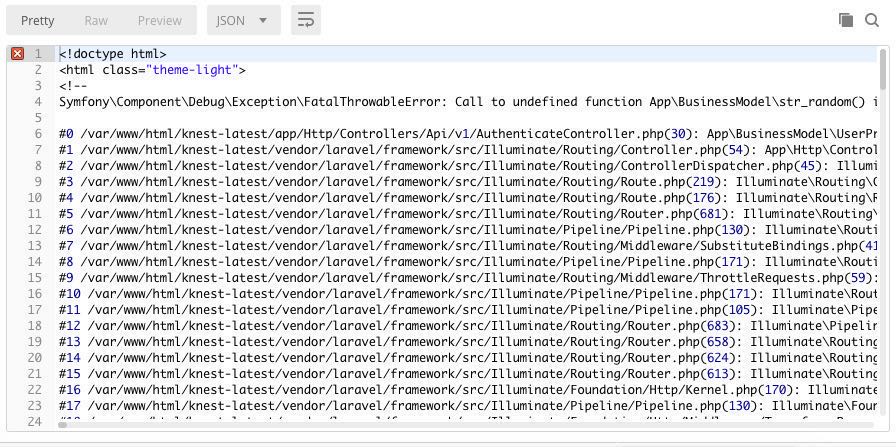 Pretty Raw Preview JSON
1 <!doctype html>
2 <html class="theme-light">
3 <!--
4 Symfony\Component\Debug\Exception\FatalThrowableError: Call to undefined function App\BusinessModel\str_random() i
5
6 #0 /var/www/html/knest-latest/app/Http/Controllers/Api/v1/AuthenticateController.php(30): App\BusinessModel\UserPr
7 #1 /var/www/html/knest-latest/vendor/laravel/framework/src/Illuminate/Routing/Controller.php(54): App\Http\Control
8 #2 /var/www/html/knest-latest/vendor/laravel/framework/src/Illuminate/Routing/ControllerDispatcher.php(45): Illumi
9 #3 /var/www/html/knest-latest/vendor/laravel/framework/src/Illuminate/Routing/Route.php(219): Illuminate\Routing\C
10 #4 /var/www/html/knest-latest/vendor/laravel/framework/src/Illuminate/Routing/Route.php(176): Illuminate\Routing\R
11 #5 /var/www/html/knest-latest/vendor/laravel/framework/src/Illuminate/Routing/Router.php(681): Illuminate\Routing\
12 #6 /var/www/html/knest-latest/vendor/laravel/framework/src/Illuminate/Pipeline/Pipeline.php(130): Illuminate\Routi
13 #7 /var/www/html/knest-latest/vendor/laravel/framework/src/Illuminate/Routing/Middleware/SubstituteBindings.php(41
14 #8 /var/www/html/knest-latest/vendor/laravel/framework/src/Illuminate/Pipeline/Pipeline.php(171): Illuminate\Routi
15 #9 /var/www/html/knest-latest/vendor/laravel/framework/src/Illuminate/Routing/Middleware/ThrottleRequests.php(59):
16 #10 /var/www/html/knest-latest/vendor/laravel/framework/src/Illuminate/Pipeline/Pipeline.php(171): Illuminate\Rout
17 #11 /var/www/html/knest-latest/vendor/laravel/framework/src/Illuminate/Pipeline/Pipeline.php(105): Illuminate\Pipe
18 #12 /var/www/html/knest-latest/vendor/laravel/framework/src/Illuminate/Routing/Router.php(683): Illuminate\Pipelin
19 #13 /var/www/html/knest-latest/vendor/laravel/framework/src/Illuminate/Routing/Router.php(658): Illuminate\Routing
20 #14 /var/www/html/knest-latest/vendor/laravel/framework/src/Illuminate/Routing/Router.php(624): Illuminate\Routing
21 #15 /var/www/html/knest-latest/vendor/laravel/framework/src/Illuminate/Routing/Router.php(613): Illuminate\Routing
22 #16 /var/www/html/knest-latest/vendor/laravel/framework/src/Illuminate/Foundation/Http/Kernel.php(170): Illuminate
23 #17 /var/www/html/knest-latest/vendor/laravel/framework/src/Illuminate/Pipeline/Pipeline.php(130): Illuminate\Foun
24